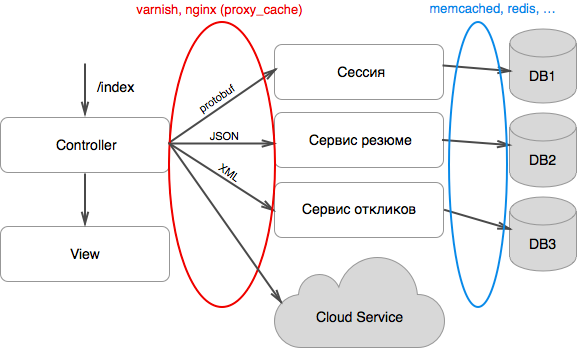 varnish, nginx (proxy_cache)
memcached, redis, ...
/index
protobuf
Сессия
DB1
Controller
JSON
Сервис резюме
DB2
XML
Сервис откликов
DB3
View
Cloud Service